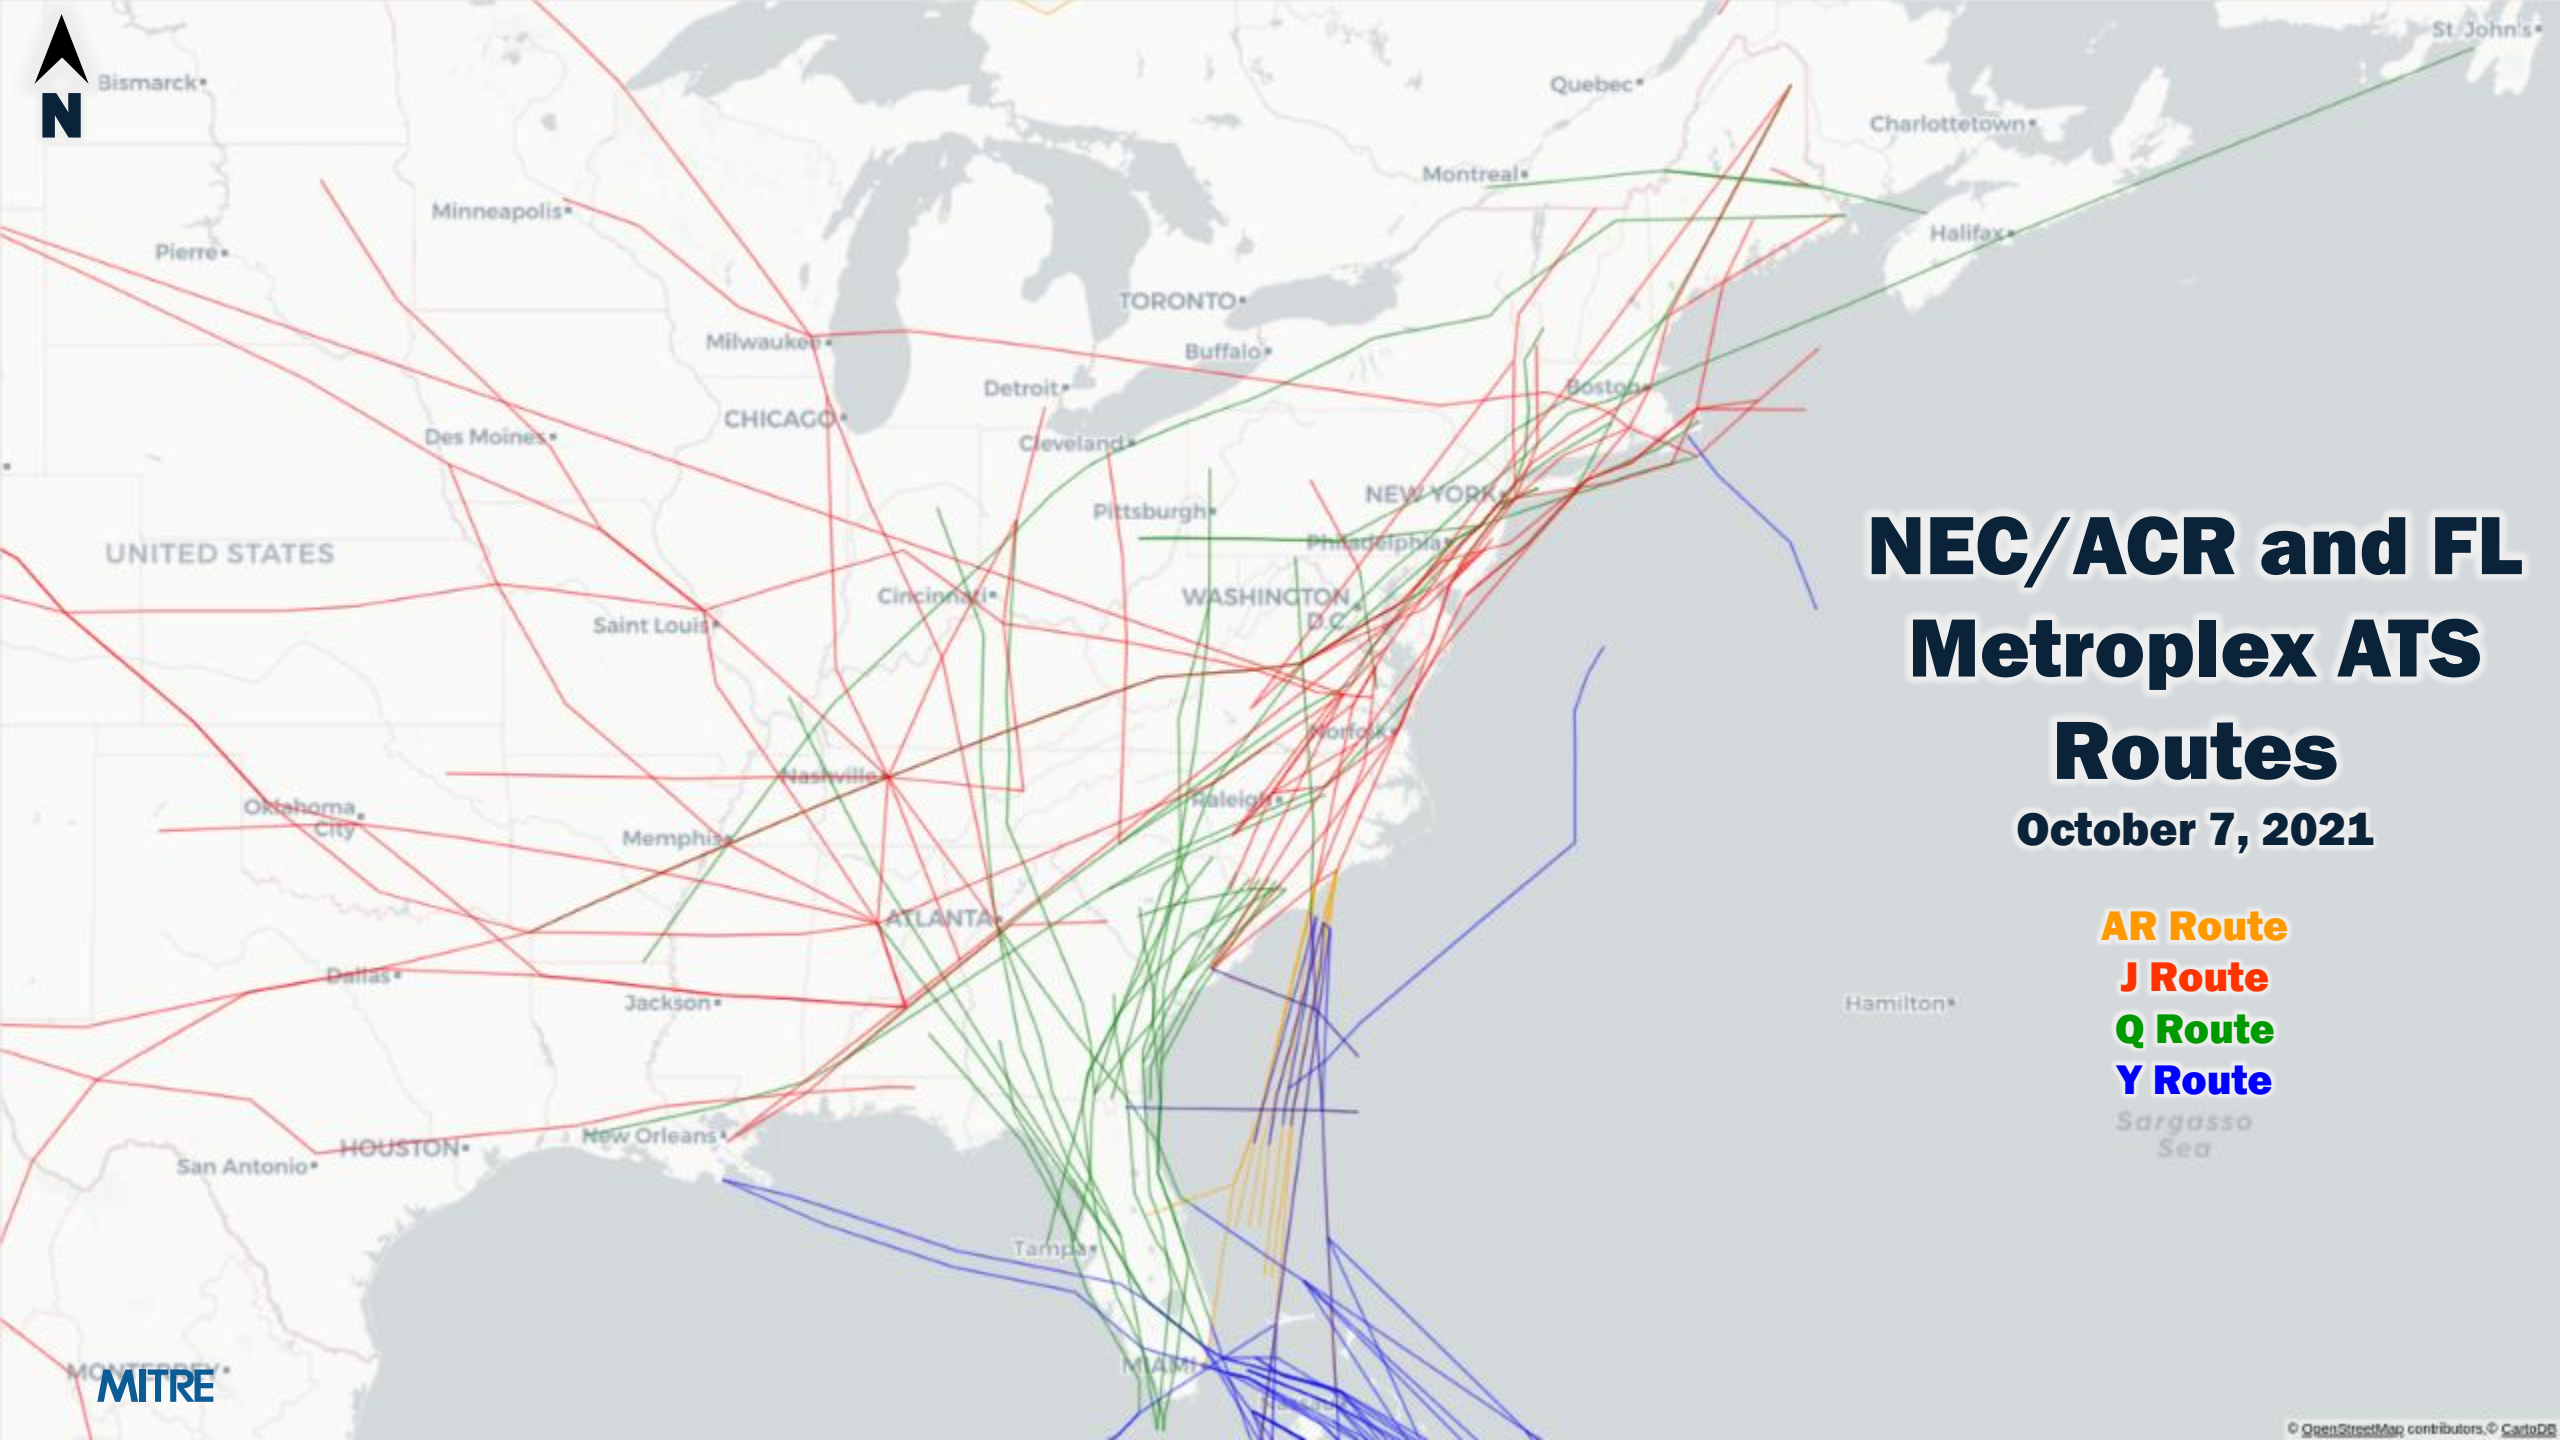 St. John's
Bismarck
N
Quebec
Charlottetown
Montreal
Minneapolis
Halifax
Pierre
TORONTO
Milwaukee
Buffalo
Detroit
Boston
CHICAGO
Des Moines
Cleveland
NEW YORK
Pittsburgh
Philadelphia
UNITED STATES
Cincinnati
WASHINGTON
D.C.
Saint Louis
NEC/ACR and FL
Metroplex ATS
Routes
October 7, 2021
Norfolk
Nashville
Raleigh
Oklahoma
City
Memphis
ATLANTA
AR Route
J Route
Q Route
Y Route
Dallas
Jackson
Hamilton
Sargasso
Sea
New Orleans
HOUSTON
San Antonio
Tampa
MIAMI
MONTERREY
MITRE
Nassau
© OpenStreetMap contributors,© CartoDB